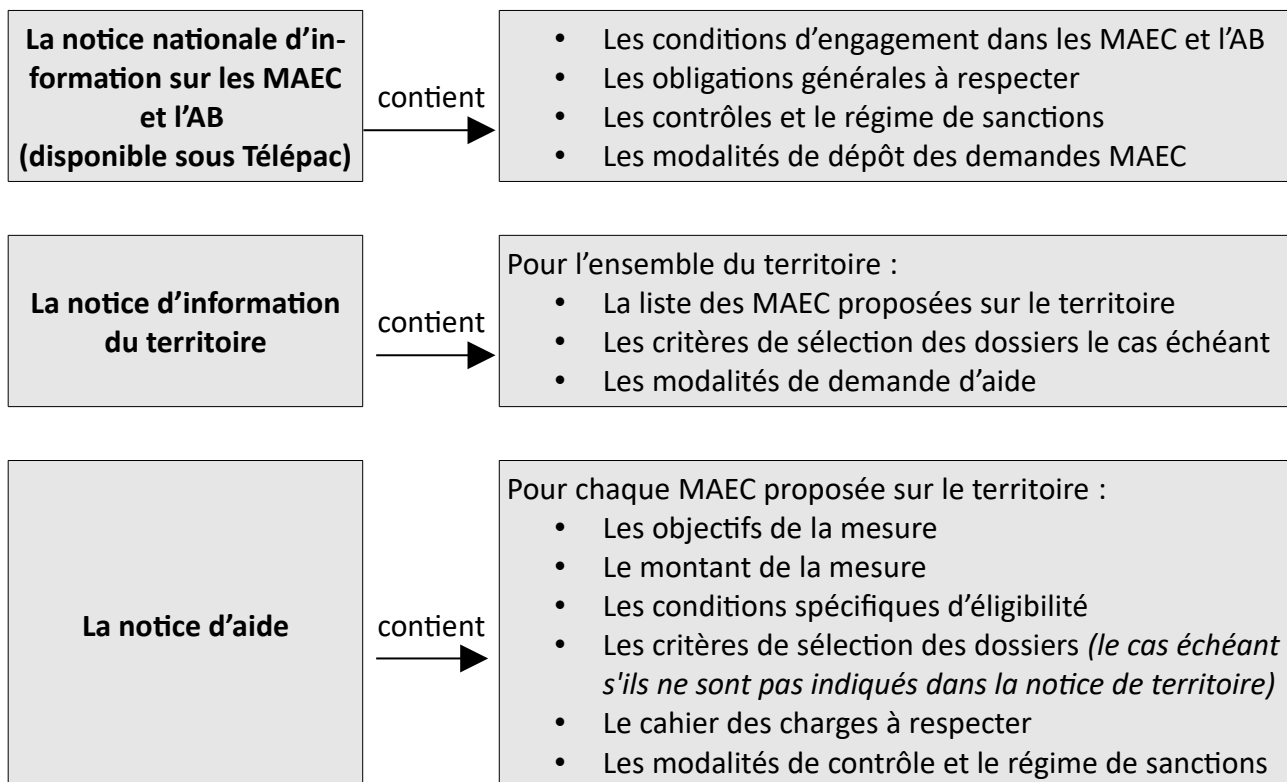 La notice nationale d’in-
formation sur les MAEC
et l’AB
(disponible sous Télépac)
contient
• Les conditions d’engagement dans les MAEC et l’AB
• Les obligations générales à respecter
• Les contrôles et le régime de sanctions
• Les modalités de dépôt des demandes MAEC
La notice d’information
du territoire
contient
Pour l’ensemble du territoire :
• La liste des MAEC proposées sur le territoire
• Les critères de sélection des dossiers le cas échéant
• Les modalités de demande d’aide
La notice d’aide
contient
Pour chaque MAEC proposée sur le territoire :
• Les objectifs de la mesure
• Le montant de la mesure
• Les conditions spécifiques d’éligibilité
• Les critères de sélection des dossiers (le cas échéant
s'ils ne sont pas indiqués dans la notice de territoire)
• Le cahier des charges à respecter
• Les modalités de contrôle et le régime de sanctions